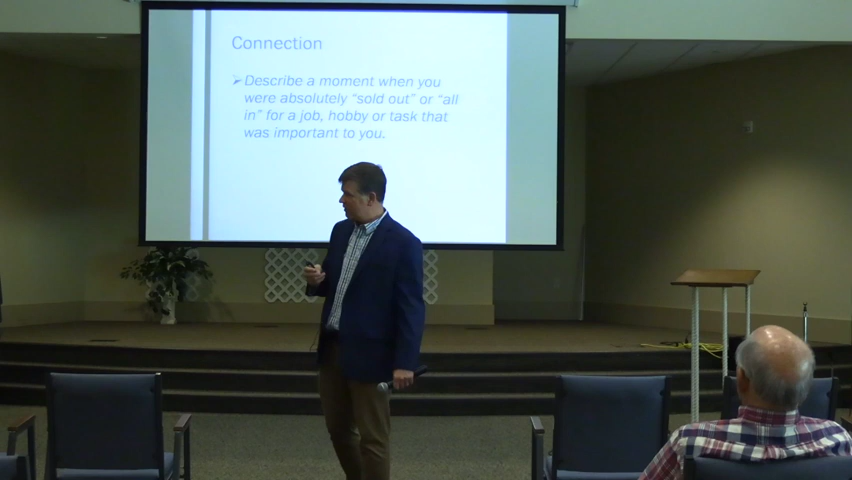 Connection
➢Describe a moment when you
were absolutely “sold out” or “all
in” for a job, hobby or task that
was important to you.